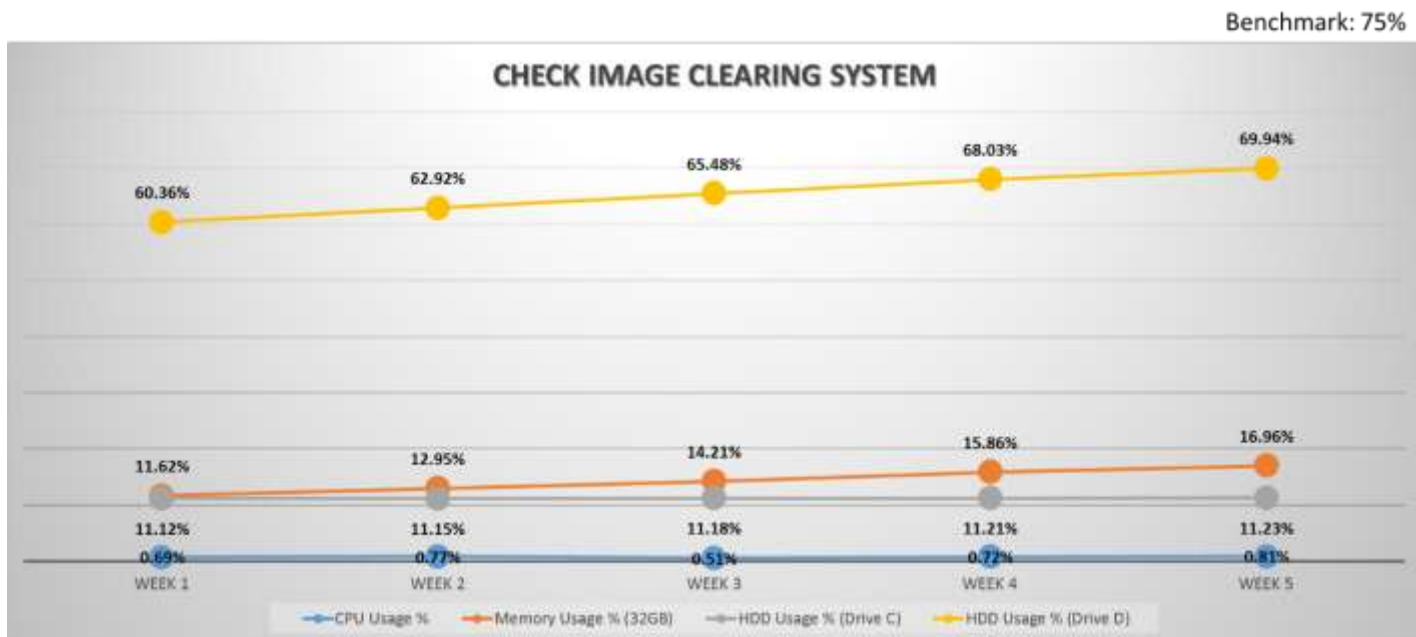 Benchmark: 75%
CHECK IMAGE CLEARING SYSTEM
60.36% 62.92% 65.48% 68.03% 69.94%
11.62% 12.95% 14.21% 15.86% 16.96%
11.12% 11.15% 11.18% 11.21% 11.23%
0.69% 0.77% 0.51% 0.72% 0.81%
WEEK 1 WEEK 2 WEEK 3 WEEK 4 WEEK 5
CPU Usage % Memory Usage % (32GB) HDD Usage % (Drive C) HDD Usage % (Drive D)